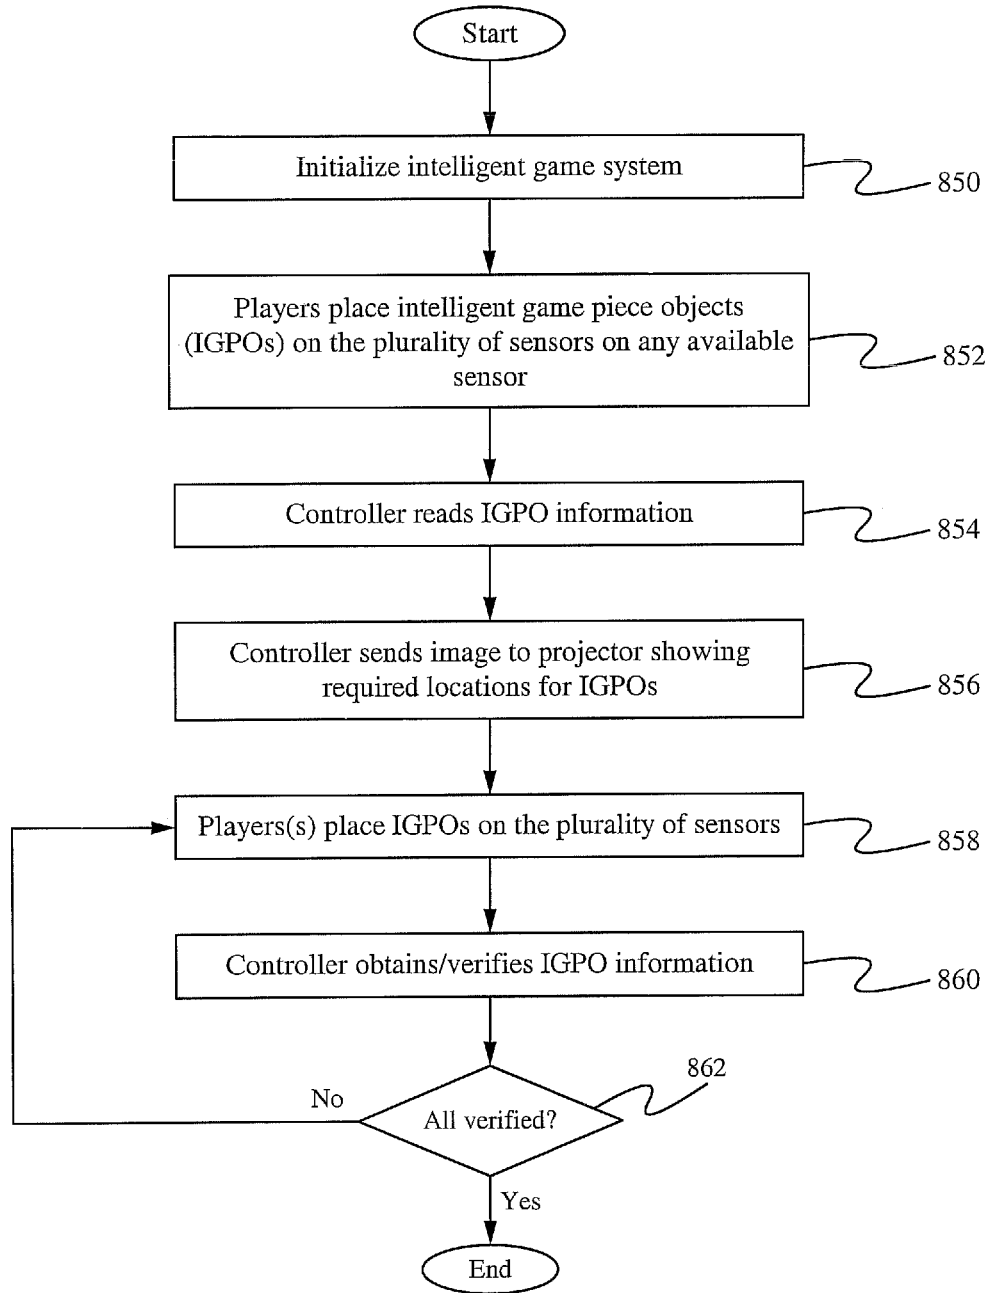 Start
Initialize intelligent game system
850
Players place intelligent game piece objects
(IGPOs) on the plurality of sensors on any available
sensor
852
Controller reads IGPO information
854
Controller sends image to projector showing
required locations for IGPOs
856
Players(s) place IGPOs on the plurality of sensors
858
Controller obtains/verifies IGPO information
860
862
No
All verified?
Yes
End